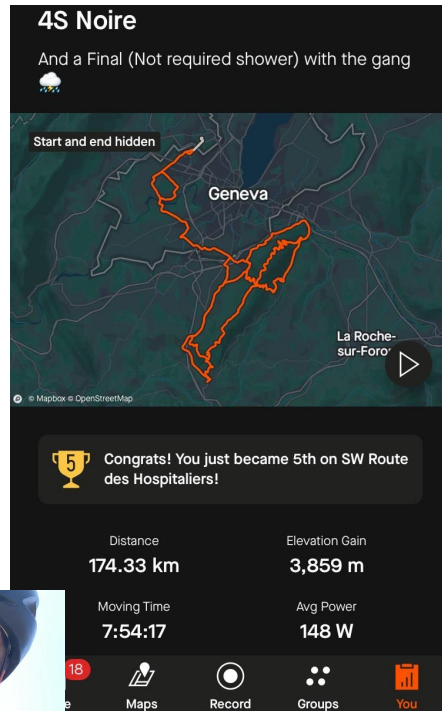 4S Noire
And a Final (Not required shower) with the gang
Start and end hidden
Geneva
La Roche-
sur-Foron
© Mapbox © OpenStreetMap
5
Congrats! You just became 5th on SW Route
des Hospitaliers!
Distance
Elevation Gain
174.33 km
3,859 m
Moving Time
Avg Power
7:54:17
148 W
18
Maps
Record
Groups
You